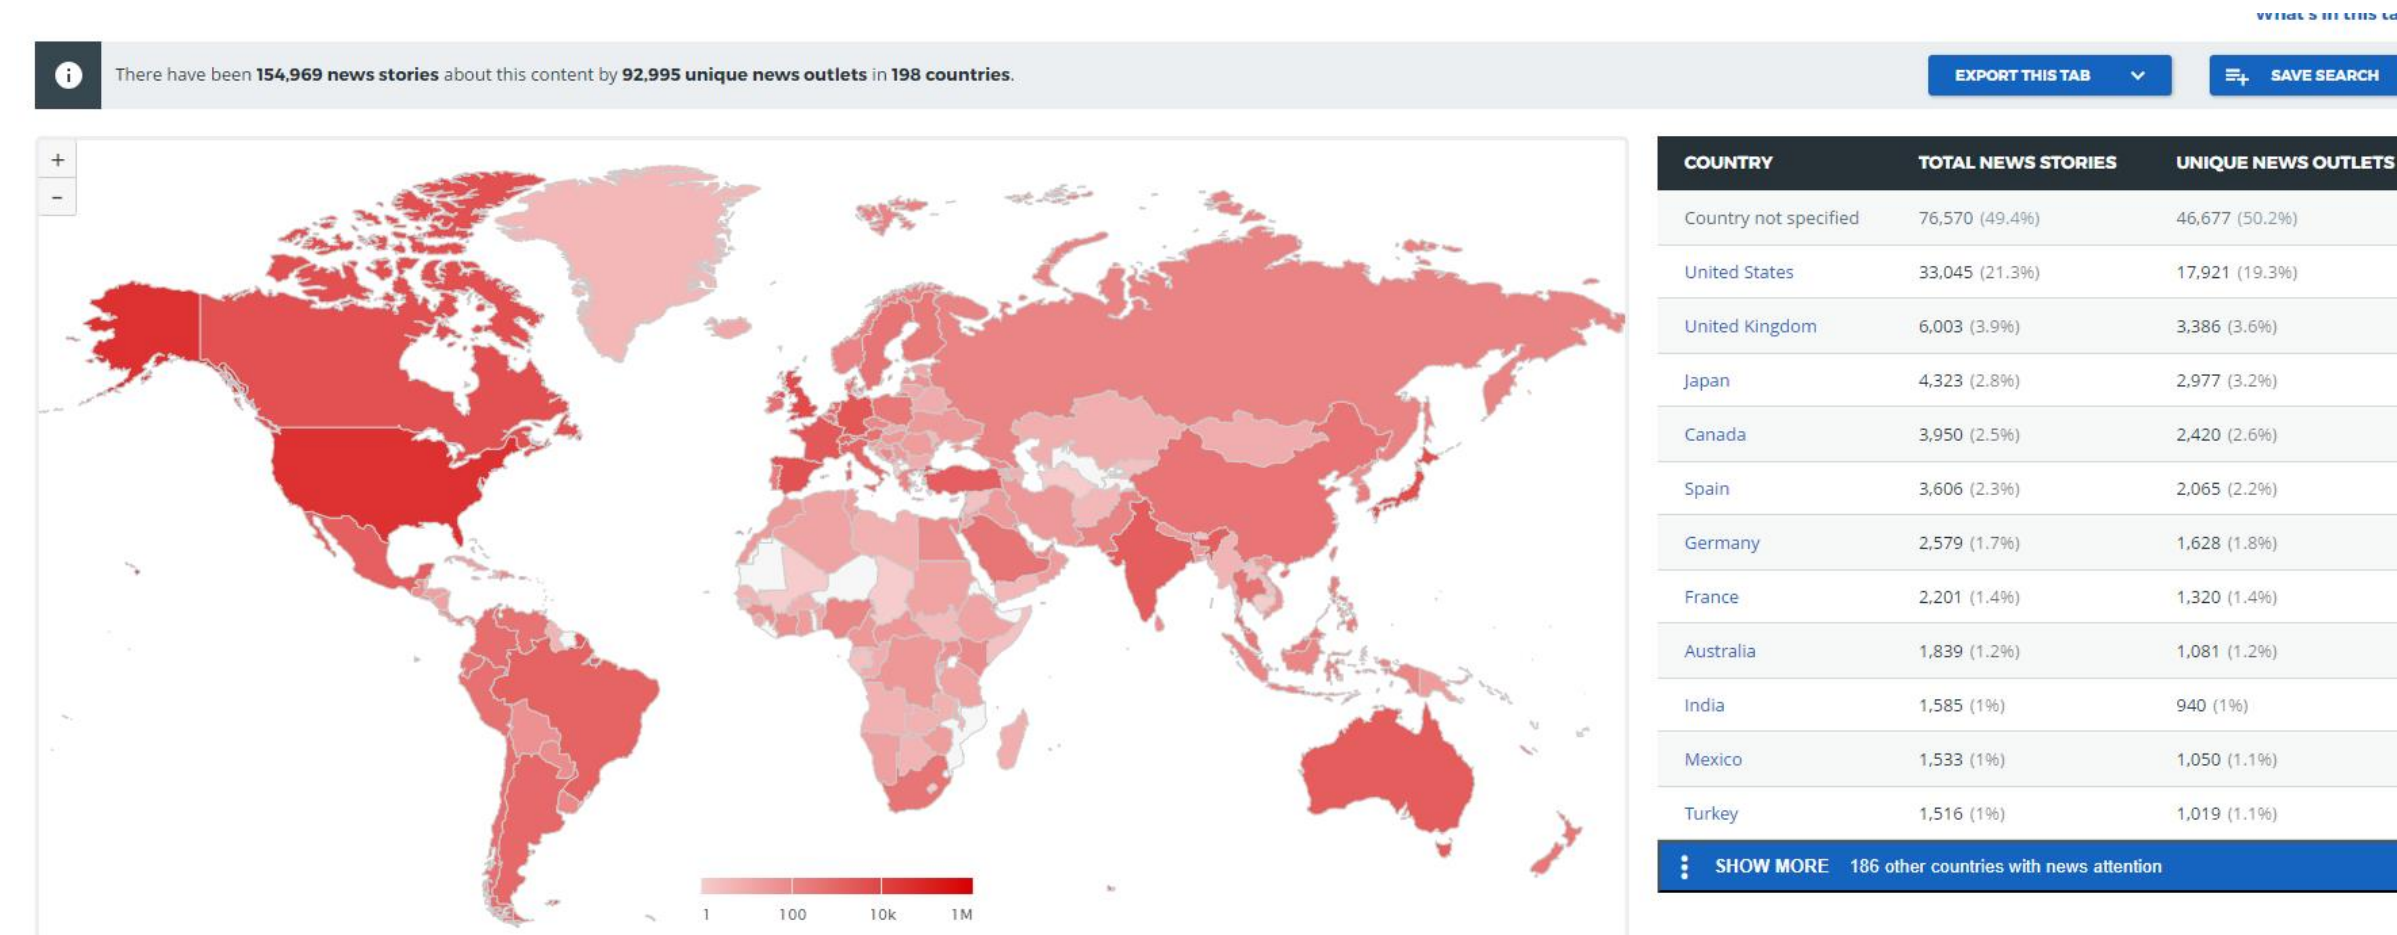 What's in this ta
There have been 154,969 news stories about this content by 92,995 unique news outlets in 198 countries.
EXPORT THIS TAB
SAVE SEARCH
+
−
1 100 10k 1M
COUNTRY TOTAL NEWS STORIES UNIQUE NEWS OUTLETS
Country not specified 76,570 (49.4%) 46,677 (50.2%)
United States 33,045 (21.3%) 17,921 (19.3%)
United Kingdom 6,003 (3.9%) 3,386 (3.6%)
Japan 4,323 (2.8%) 2,977 (3.2%)
Canada 3,950 (2.5%) 2,420 (2.6%)
Spain 3,606 (2.3%) 2,065 (2.2%)
Germany 2,579 (1.7%) 1,628 (1.8%)
France 2,201 (1.4%) 1,320 (1.4%)
Australia 1,839 (1.2%) 1,081 (1.2%)
India 1,585 (1%) 940 (1%)
Mexico 1,533 (1%) 1,050 (1.1%)
Turkey 1,516 (1%) 1,019 (1.1%)
SHOW MORE 186 other countries with news attention